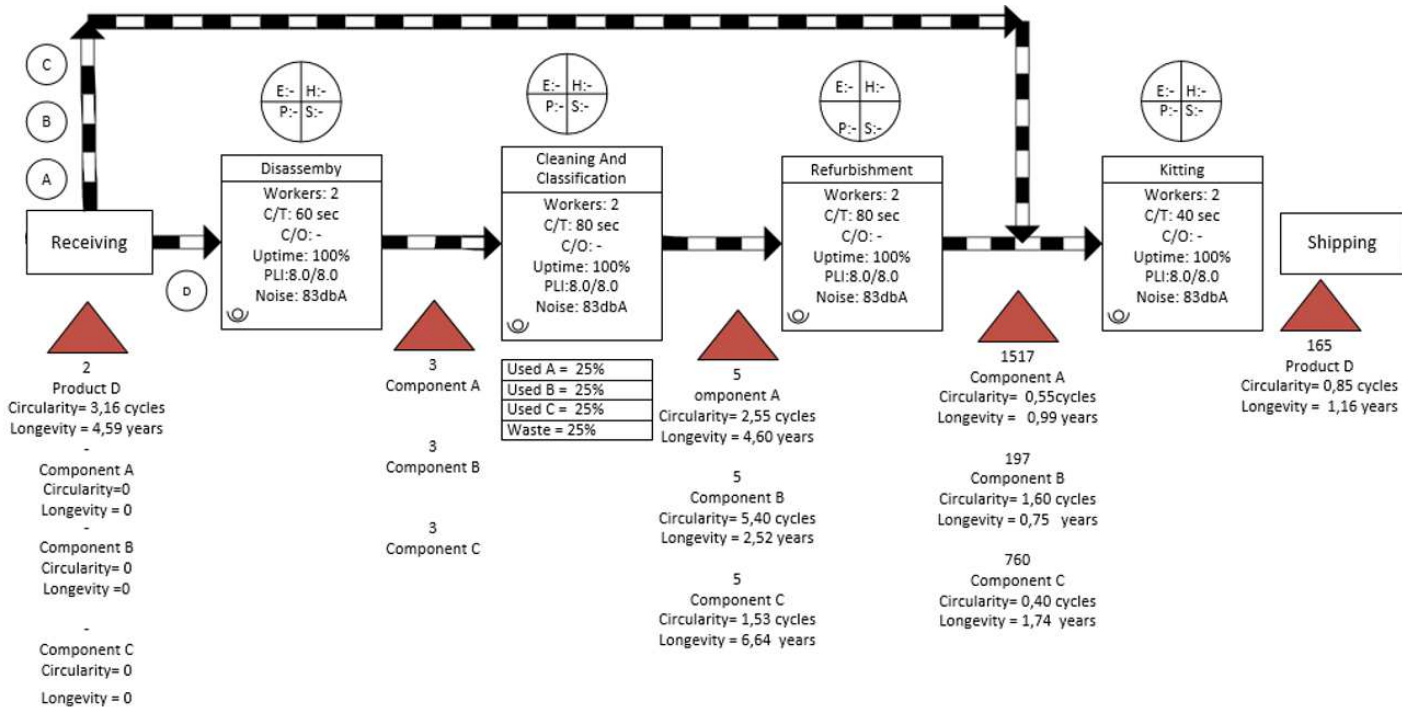 C
B
A
Receiving
D
E:- H:-
P:- S:-
Disassemby
Workers: 2
C/T: 60 sec
C/O: -
Uptime: 100%
PLI:8.0/8.0
Noise: 83dbA
E:- H:-
P:- S:-
Cleaning And
Classification
Workers: 2
C/T: 80 sec
C/O: -
Uptime: 100%
PLI:8.0/8.0
Noise: 83dbA
E:- H:-
P:- S:-
Refurbishment
Workers: 2
C/T: 80 sec
C/O: -
Uptime: 100%
PLI:8.0/8.0
Noise: 83dbA
E:- H:-
P:- S:-
Kitting
Workers: 2
C/T: 40 sec
C/O: -
Uptime: 100%
PLI:8.0/8.0
Noise: 83dbA
Shipping
2
Product D
Circularity= 3,16 cycles
Longevity = 4,59 years
-
Component A
Circularity=0
Longevity = 0
-
Component B
Circularity= 0
Longevity =0
-
Component C
Circularity= 0
Longevity = 0
3
Component A
3
Component B
3
Component C
Used A = 25%
Used B = 25%
Used C = 25%
Waste = 25%
5
omponent A
Circularity= 2,55 cycles
Longevity = 4,60 years
5
Component B
Circularity= 5,40 cycles
Longevity = 2,52 years
5
Component C
Circularity= 1,53 cycles
Longevity = 6,64 years
1517
Component A
Circularity= 0,55cycles
Longevity = 0,99 years
197
Component B
Circularity= 1,60 cycles
Longevity = 0,75 years
760
Component C
Circularity= 0,40 cycles
Longevity = 1,74 years
165
Product D
Circularity= 0,85 cycles
Longevity = 1,16 years